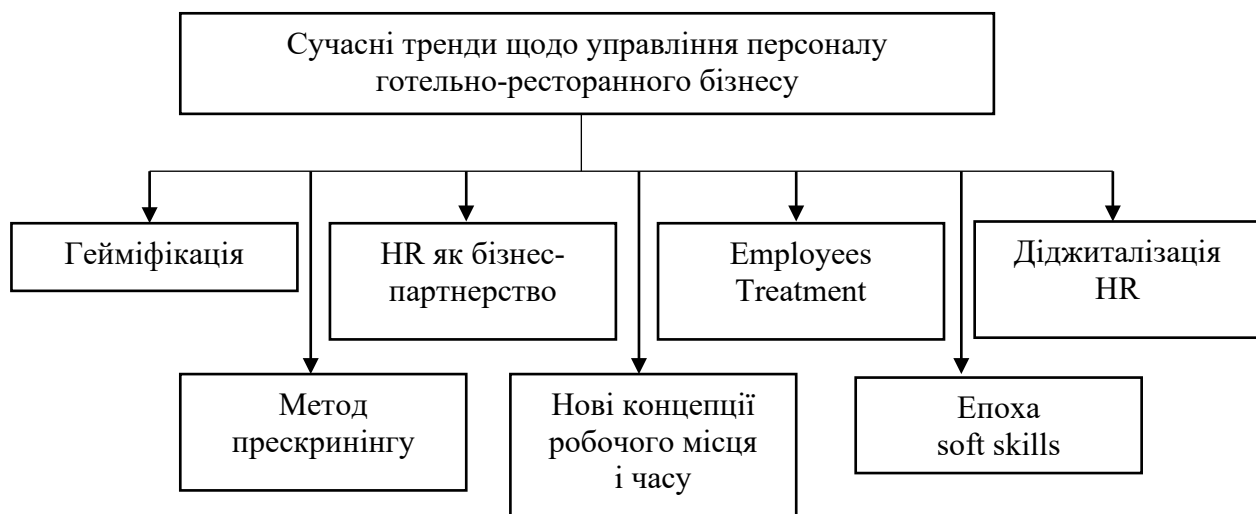 Сучасні тренди щодо управління персоналу
готельно-ресторанного бізнесу
Гейміфікація
HR як бізнес-
партнерство
Employees
Treatment
Діджиталізація
HR
Метод
прескринінгу
Нові концепції
робочого місця
і часу
Епоха
soft skills